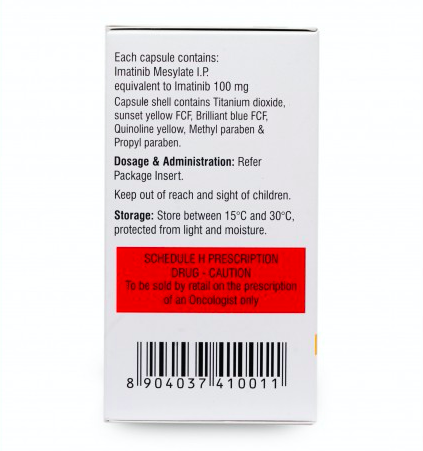 Each capsule contains:
Imatinib Mesylate I.P.
equivalent to Imatinib 100 mg
Capsule shell contains Titanium dioxide,
sunset yellow FCF, Brilliant blue FCF,
Quinoline yellow, Methyl paraben &
Propyl paraben.
Dosage & Administration: Refer
Package Insert.
Keep out of reach and sight of children.
Storage: Store between 15°C and 30°C,
protected from light and moisture.
SCHEDULE H PRESCRIPTION
DRUG - CAUTION
To be sold by retail on the prescription
of an Oncologist only.
8 904037 410011